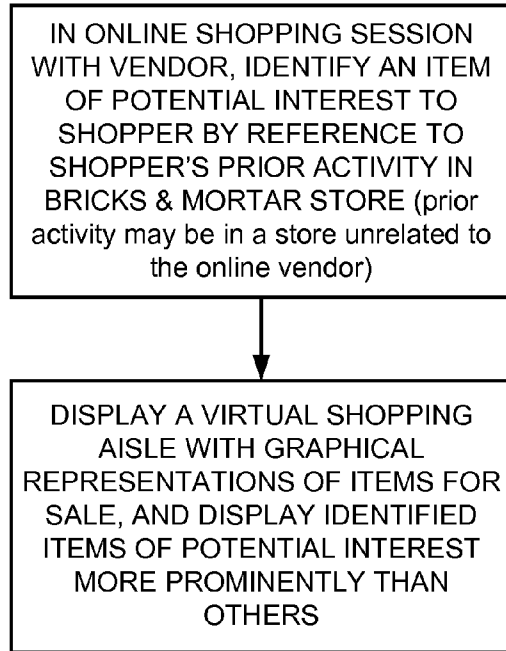 IN ONLINE SHOPPING SESSION
WITH VENDOR, IDENTIFY AN ITEM
OF POTENTIAL INTEREST TO
SHOPPER BY REFERENCE TO
SHOPPER'S PRIOR ACTIVITY IN
BRICKS & MORTAR STORE (prior
activity may be in a store unrelated to
the online vendor)
DISPLAY A VIRTUAL SHOPPING
AISLE WITH GRAPHICAL
REPRESENTATIONS OF ITEMS FOR
SALE, AND DISPLAY IDENTIFIED
ITEMS OF POTENTIAL INTEREST
MORE PROMINENTLY THAN
OTHERS